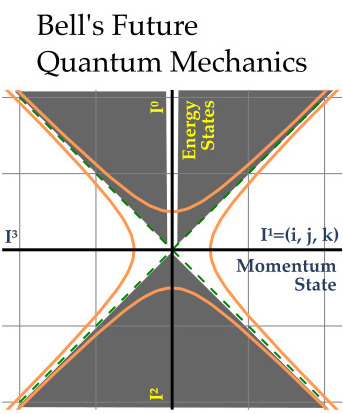 Bell's Future
Quantum Mechanics
I⁰
Energy
States
I³
I¹=(i, j, k)
Momentum
State
I²